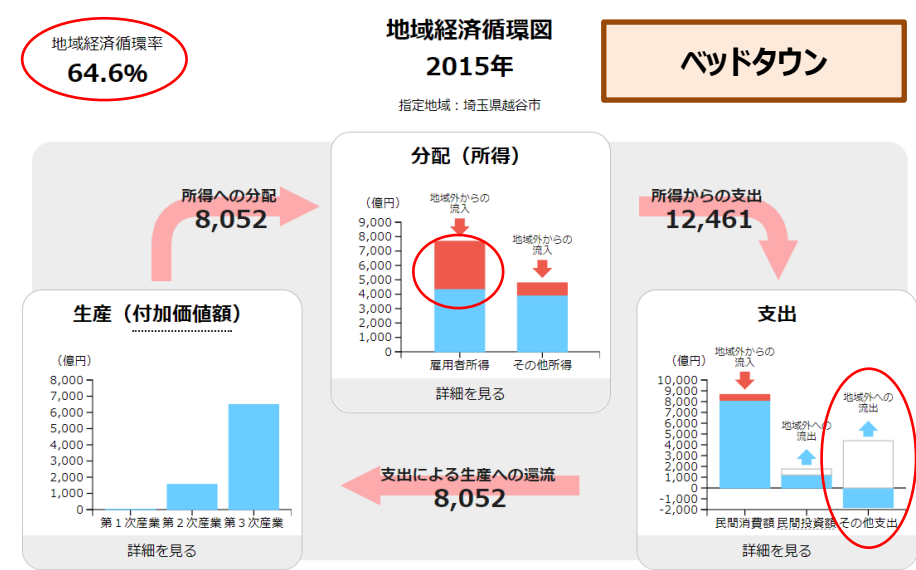 地域経済循環率
64.6%
地域経済循環図
2015年
指定地域：埼玉県越谷市
ベッドタウン
分配（所得）
（億円）
地域外からの
流入
地域外からの
流入
9,000
8,000
7,000
6,000
5,000
4,000
3,000
2,000
1,000
0
雇用者所得 その他所得
詳細を見る
所得への分配
8,052
所得からの支出
12,461
生産（付加価値額）
（億円）
8,000
7,000
6,000
5,000
4,000
3,000
2,000
1,000
0
第１次産業 第２次産業 第３次産業
詳細を見る
支出による生産への還流
8,052
支出
（億円）
地域外からの
流入
地域外への
流出
地域外への
流出
10,000
9,000
8,000
7,000
6,000
5,000
4,000
3,000
2,000
1,000
0
-1,000
-2,000
民間消費額 民間投資額 その他支出
詳細を見る